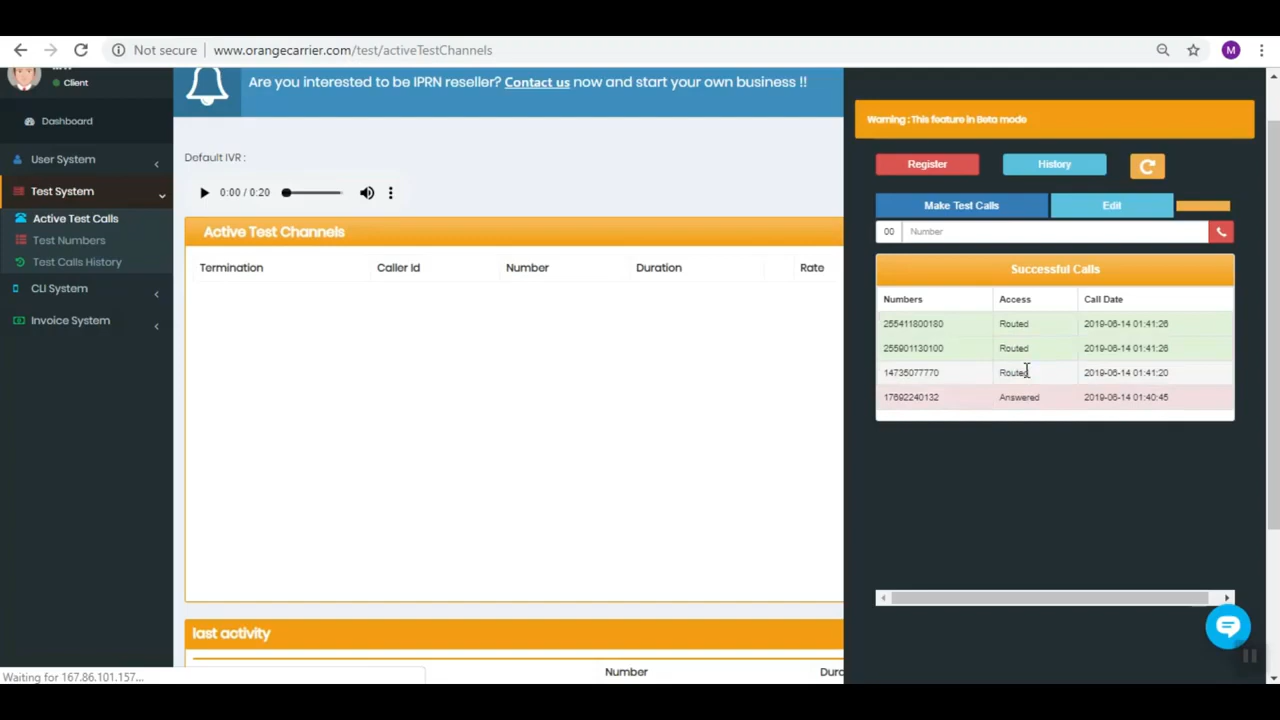 Not secure www.orangecarrier.com/test/activeTestChannels M
Client
Are you interested to be IPRN reseller? Contact us now and start your own business !!
Dashboard
User System
Test System
Active Test Calls
Test Numbers
Test Calls History
CLI System
Invoice System
Default IVR :
0:00 / 0:20
Active Test Channels
Termination Caller Id Number Duration Rate
last activity
Number Dura
Warning : This feature in Beta mode
Register History
Make Test Calls Edit
00 Number
Successful Calls
Numbers Access Call Date
255411800180 Routed 2019-06-14 01:41:26
255901130100 Routed 2019-06-14 01:41:26
14735077770 Routed 2019-06-14 01:41:20
17692240132 Answered 2019-06-14 01:40:45
Waiting for 167.86.101.157...